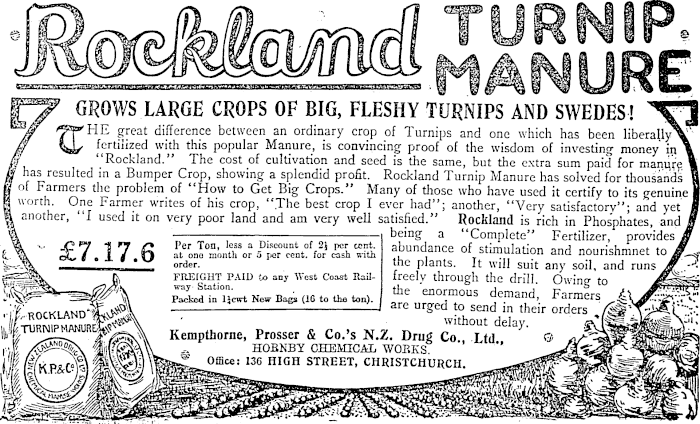 Rockland TURNIP
MANURE
GROWS LARGE CROPS OF BIG, FLESHY TURNIPS AND SWEDES!
THE great difference between an ordinary crop of Turnips and one which has been liberally
fertilized with this popular Manure, is convincing proof of the wisdom of investing money in
"Rockland." The cost of cultivation and seed is the same, but the extra sum paid for manure
has resulted in a Bumper Crop, showing a splendid profit. Rockland Turnip Manure has solved for thousands
of Farmers the problem of "How to Get Big Crops." Many of those who have used it certify to its genuine
worth. One Farmer writes of his crop, "The best crop I ever had"; another, "Very satisfactory"; and yet
another, "I used it on very poor land and am very well satisfied." Rockland is rich in Phosphates, and
being a "Complete" Fertilizer, provides
abundance of stimulation and nourishmnet to
the plants. It will suit any soil, and runs
freely through the drill. Owing to
the enormous demand, Farmers
are urged to send in their orders
without delay.
£7.17.6
Per Ton, less a Discount of 2½ per cent.
at one month or 5 per cent. for cash with
order.
FREIGHT PAID to any West Coast Rail-
way Station.
Packed in 1¼cwt New Bags (16 to the ton).
Kempthorne, Prosser & Co.'s N.Z. Drug Co., Ltd.,
HORNBY CHEMICAL WORKS.
Office: 136 HIGH STREET, CHRISTCHURCH.
"ROCKLAND"
TURNIP MANURE
K.P.& Co